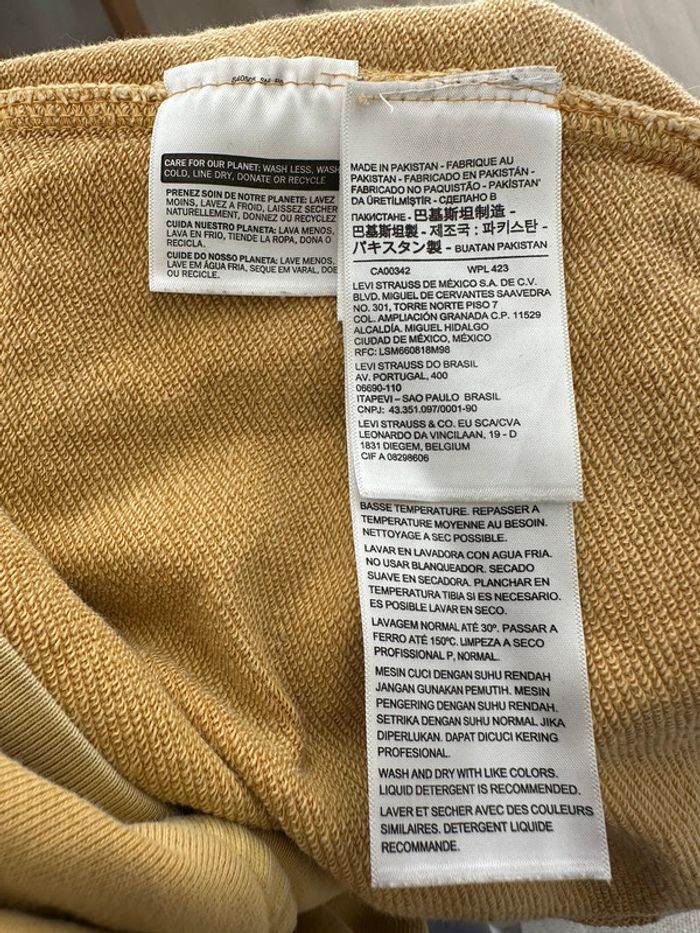 CARE FOR OUR PLANET: WASH LESS, WASH
COLD, LINE DRY, DONATE OR RECYCLE
PRENEZ SOIN DE NOTRE PLANETE: LAVEZ
MOINS, LAVEZ A FROID, LAISSEZ SECHER
NATURELLEMENT, DONNEZ OU RECYCLEZ
CUIDA NUESTRO PLANETA: LAVA MENOS,
LAVA EN FRIO, TIENDE LA ROPA, DONA O
RECICLA.
CUIDE DO NOSSO PLANETA: LAVE MENOS,
LAVE EM ÁGUA FRIA, SEQUE EM VARAL, DOE
OU RECICLE.
MADE IN PAKISTAN - FABRIQUE AU
PAKISTAN - FABRICADO EN PAKISTÁN -
FABRICADO NO PAQUISTÃO - PAKİSTAN'
DA ÜRETİLMİŞTİR - СДЕЛАНО В
ПАКИСТАНЕ - 巴基斯坦制造 -
巴基斯坦製 - 제조국 : 파키스탄 -
パキスタン製 - BUATAN PAKISTAN
CA00342 WPL 423
LEVI STRAUSS DE MÉXICO S.A. DE C.V.
BLVD. MIGUEL DE CERVANTES SAAVEDRA
NO. 301, TORRE NORTE PISO 7
COL. AMPLIACIÓN GRANADA C.P. 11529
ALCALDÍA. MIGUEL HIDALGO
CIUDAD DE MÉXICO, MÉXICO
RFC: LSM660818M98
LEVI STRAUSS DO BRASIL
AV. PORTUGAL, 400
06690-110
ITAPEVI – SAO PAULO BRASIL
CNPJ: 43.351.097/0001-90
LEVI STRAUSS & CO. EU SCA/CVA
LEONARDO DA VINCILAAN, 19 - D
1831 DIEGEM, BELGIUM
CIF A 08298606
BASSE TEMPERATURE. REPASSER A
TEMPERATURE MOYENNE AU BESOIN.
NETTOYAGE A SEC POSSIBLE.
LAVAR EN LAVADORA CON AGUA FRIA.
NO USAR BLANQUEADOR. SECADO
SUAVE EN SECADORA. PLANCHAR EN
TEMPERATURA TIBIA SI ES NECESARIO.
ES POSIBLE LAVAR EN SECO.
LAVAGEM NORMAL ATÉ 30º. PASSAR A
FERRO ATÉ 150ºC. LIMPEZA A SECO
PROFISSIONAL P, NORMAL.
MESIN CUCI DENGAN SUHU RENDAH
JANGAN GUNAKAN PEMUTIH. MESIN
PENGERING DENGAN SUHU RENDAH.
SETRIKA DENGAN SUHU NORMAL JIKA
DIPERLUKAN. DAPAT DICUCI KERING
PROFESIONAL.
WASH AND DRY WITH LIKE COLORS.
LIQUID DETERGENT IS RECOMMENDED.
LAVER ET SECHER AVEC DES COULEURS
SIMILAIRES. DETERGENT LIQUIDE
RECOMMANDE.